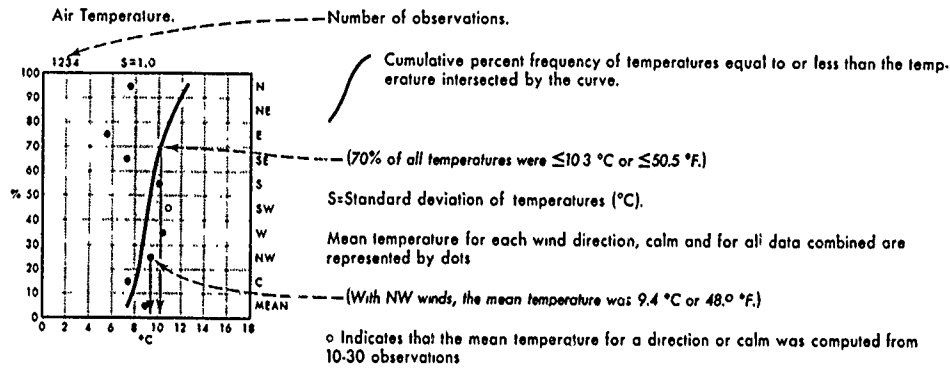 Air Temperature.
Number of observations.
1234 S=1.0
Cumulative percent frequency of temperatures equal to or less than the temp-
erature intersected by the curve.
100
90
80
70
60
50
40
30
20
10
0
%
N
NE
E
SE
S
SW
W
NW
C
MEAN
0 2 4 6 8 10 12 14 16 18
°C
(70% of all temperatures were ≤10 3 °C or ≤50.5 °F.)
S=Standard deviation of temperatures (°C).
Mean temperature for each wind direction, calm and for all data combined are
represented by dots
(With NW winds, the mean temperature was 9.4 °C or 48.0 °F.)
o Indicates that the mean temperature for a direction or calm was computed from
10-30 observations